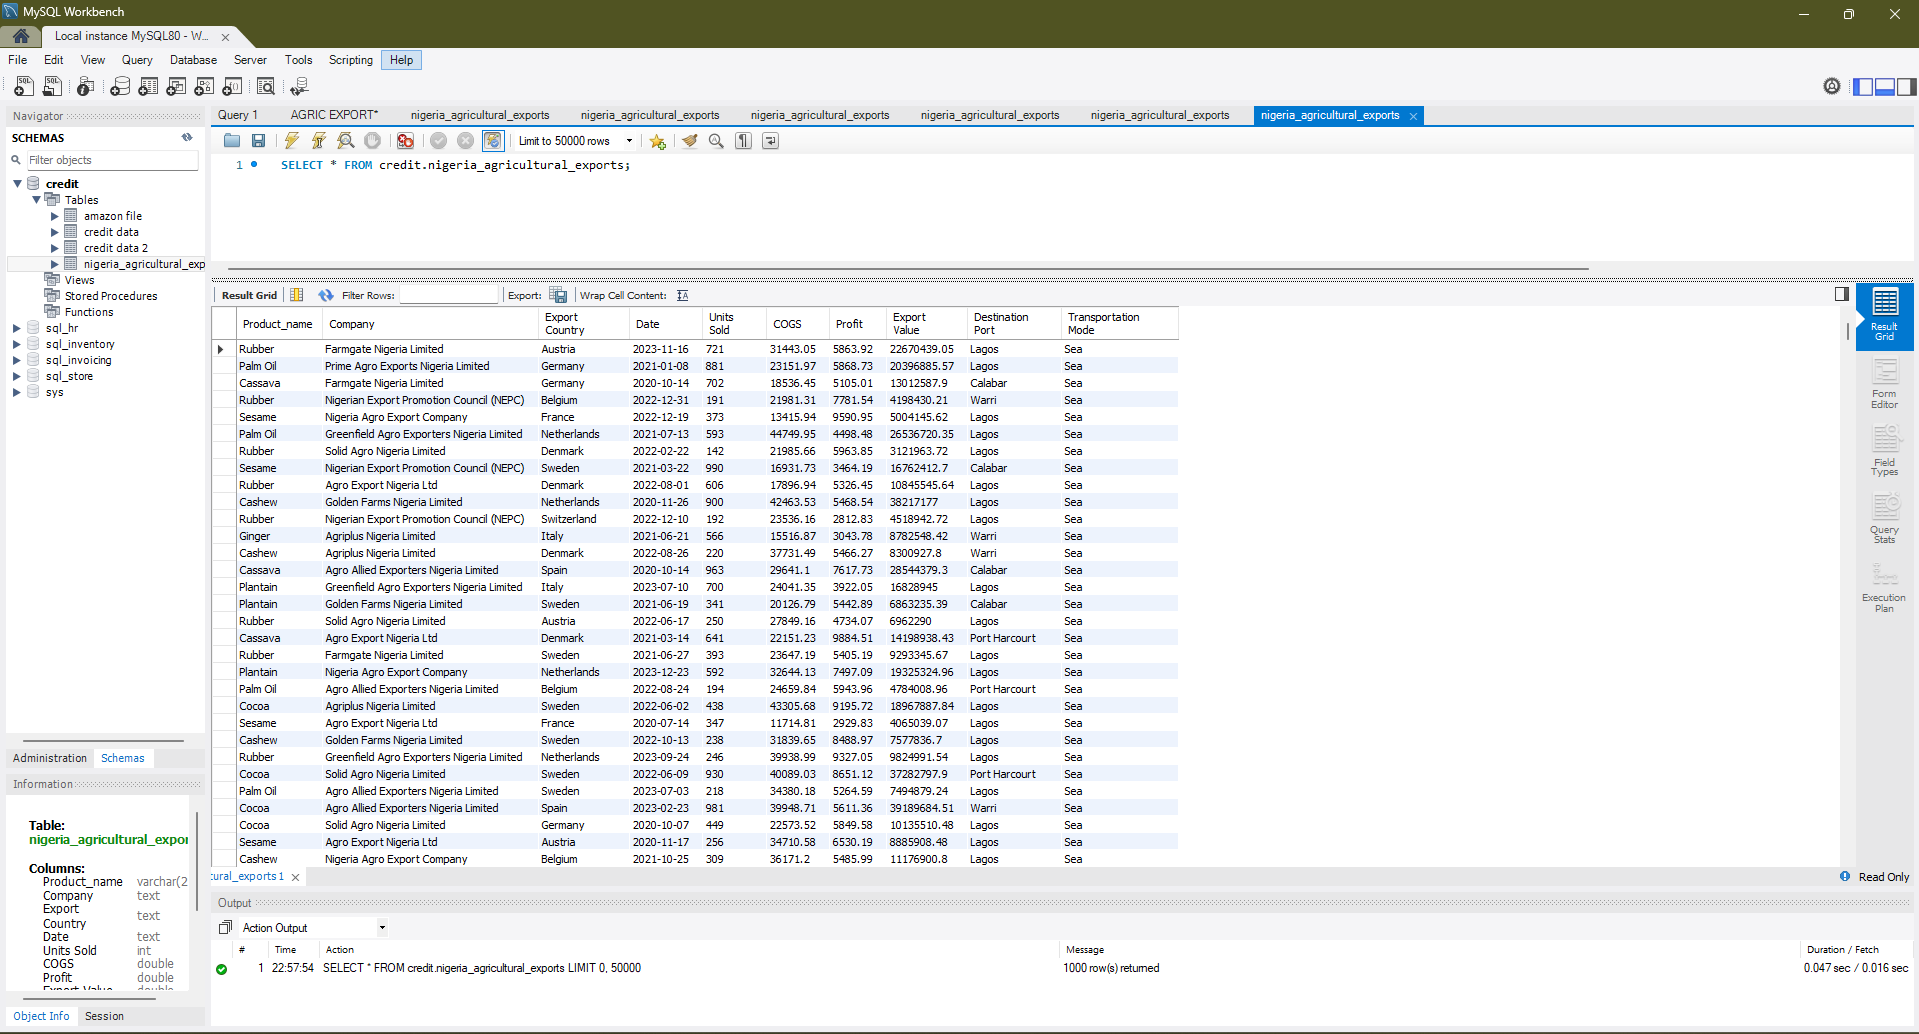 MySQL Workbench
Local instance MySQL80 - W...
File Edit View Query Database Server Tools Scripting Help
Navigator
SCHEMAS
Filter objects
credit
Tables
amazon file
credit data
credit data 2
nigeria_agricultural_exp
Views
Stored Procedures
Functions
sql_hr
sql_inventory
sql_invoicing
sql_store
sys
Administration Schemas
Information
Table:
nigeria_agricultural_expor
Columns:
Product_name varchar(2
Company text
Export Country text
Date text
Units Sold int
COGS double
Profit double
Export Value double
Object Info Session
Query 1 AGRIC EXPORT* nigeria_agricultural_exports nigeria_agricultural_exports nigeria_agricultural_exports nigeria_agricultural_exports nigeria_agricultural_exports nigeria_agricultural_exports
Limit to 50000 rows
1 SELECT * FROM credit.nigeria_agricultural_exports;
Result Grid Filter Rows: Export: Wrap Cell Content:
Product_name Company Export Country Date Units Sold COGS Profit Export Value Destination Port Transportation Mode
Rubber Farmgate Nigeria Limited Austria 2023-11-16 721 31443.05 5863.92 22670439.05 Lagos Sea
Palm Oil Prime Agro Exports Nigeria Limited Germany 2021-01-08 881 23151.97 5868.73 20396885.57 Lagos Sea
Cassava Farmgate Nigeria Limited Germany 2020-10-14 702 18536.45 5105.01 13012587.9 Calabar Sea
Rubber Nigerian Export Promotion Council (NEPC) Belgium 2022-12-31 191 21981.31 7781.54 4198430.21 Warri Sea
Sesame Nigeria Agro Export Company France 2022-12-19 373 13415.94 9590.95 5004145.62 Lagos Sea
Palm Oil Greenfield Agro Exporters Nigeria Limited Netherlands 2021-07-13 593 44749.95 4498.48 26536720.35 Lagos Sea
Rubber Solid Agro Nigeria Limited Denmark 2022-02-22 142 21985.66 5963.85 3121963.72 Lagos Sea
Sesame Nigerian Export Promotion Council (NEPC) Sweden 2021-03-22 990 16931.73 3464.19 16762412.7 Calabar Sea
Rubber Agro Export Nigeria Ltd Denmark 2022-08-01 606 17896.94 5326.45 10845545.64 Lagos Sea
Cashew Golden Farms Nigeria Limited Netherlands 2020-11-26 900 42463.53 5468.54 38217177 Lagos Sea
Rubber Nigerian Export Promotion Council (NEPC) Switzerland 2022-12-10 192 23536.16 2812.83 4518942.72 Lagos Sea
Ginger Agriplus Nigeria Limited Italy 2021-06-21 566 15516.87 3043.78 8782548.42 Warri Sea
Cashew Agriplus Nigeria Limited Denmark 2022-08-26 220 37731.49 5466.27 8300927.8 Warri Sea
Cassava Agro Allied Exporters Nigeria Limited Spain 2020-10-14 963 29641.1 7617.73 28544379.3 Calabar Sea
Plantain Greenfield Agro Exporters Nigeria Limited Italy 2023-07-10 700 24041.35 3922.05 16828945 Lagos Sea
Plantain Golden Farms Nigeria Limited Sweden 2021-06-19 341 20126.79 5442.89 6863235.39 Calabar Sea
Rubber Solid Agro Nigeria Limited Austria 2022-06-17 250 27849.16 4734.07 6962290 Lagos Sea
Cassava Agro Export Nigeria Ltd Denmark 2021-03-14 641 22151.23 9884.51 14198938.43 Port Harcourt Sea
Rubber Farmgate Nigeria Limited Sweden 2021-06-27 393 23647.19 5405.19 9293345.67 Lagos Sea
Plantain Nigeria Agro Export Company Netherlands 2023-12-23 592 32644.13 7497.09 19325324.96 Lagos Sea
Palm Oil Agro Allied Exporters Nigeria Limited Belgium 2022-08-24 194 24659.84 5943.96 4784008.96 Port Harcourt Sea
Cocoa Agriplus Nigeria Limited Sweden 2022-06-02 438 43305.68 9195.72 18967887.84 Lagos Sea
Sesame Agro Export Nigeria Ltd France 2020-07-14 347 11714.81 2929.83 4065039.07 Lagos Sea
Cashew Golden Farms Nigeria Limited Sweden 2022-10-13 238 31839.65 8488.97 7577836.7 Lagos Sea
Rubber Greenfield Agro Exporters Nigeria Limited Netherlands 2023-09-24 246 39938.99 9327.05 9824991.54 Lagos Sea
Cocoa Solid Agro Nigeria Limited Sweden 2022-06-09 930 40089.03 8651.12 37282797.9 Port Harcourt Sea
Palm Oil Agro Allied Exporters Nigeria Limited Sweden 2023-07-03 218 34380.18 5264.59 7494879.24 Lagos Sea
Cocoa Agro Allied Exporters Nigeria Limited Spain 2023-02-23 981 39948.71 5611.36 39189684.51 Warri Sea
Cocoa Solid Agro Nigeria Limited Germany 2020-10-07 449 22573.52 5849.58 10135510.48 Lagos Sea
Sesame Agro Export Nigeria Ltd Austria 2020-11-17 256 34710.58 6530.19 8885908.48 Lagos Sea
Cashew Nigeria Agro Export Company Belgium 2021-10-25 309 36171.2 5485.99 11176900.8 Lagos Sea
Result Grid
Form Editor
Field Types
Query Stats
Execution Plan
tural_exports 1
Read Only
Output
Action Output
# Time Action Message Duration / Fetch
1 22:57:54 SELECT * FROM credit.nigeria_agricultural_exports LIMIT 0, 50000 1000 row(s) returned 0.047 sec / 0.016 sec